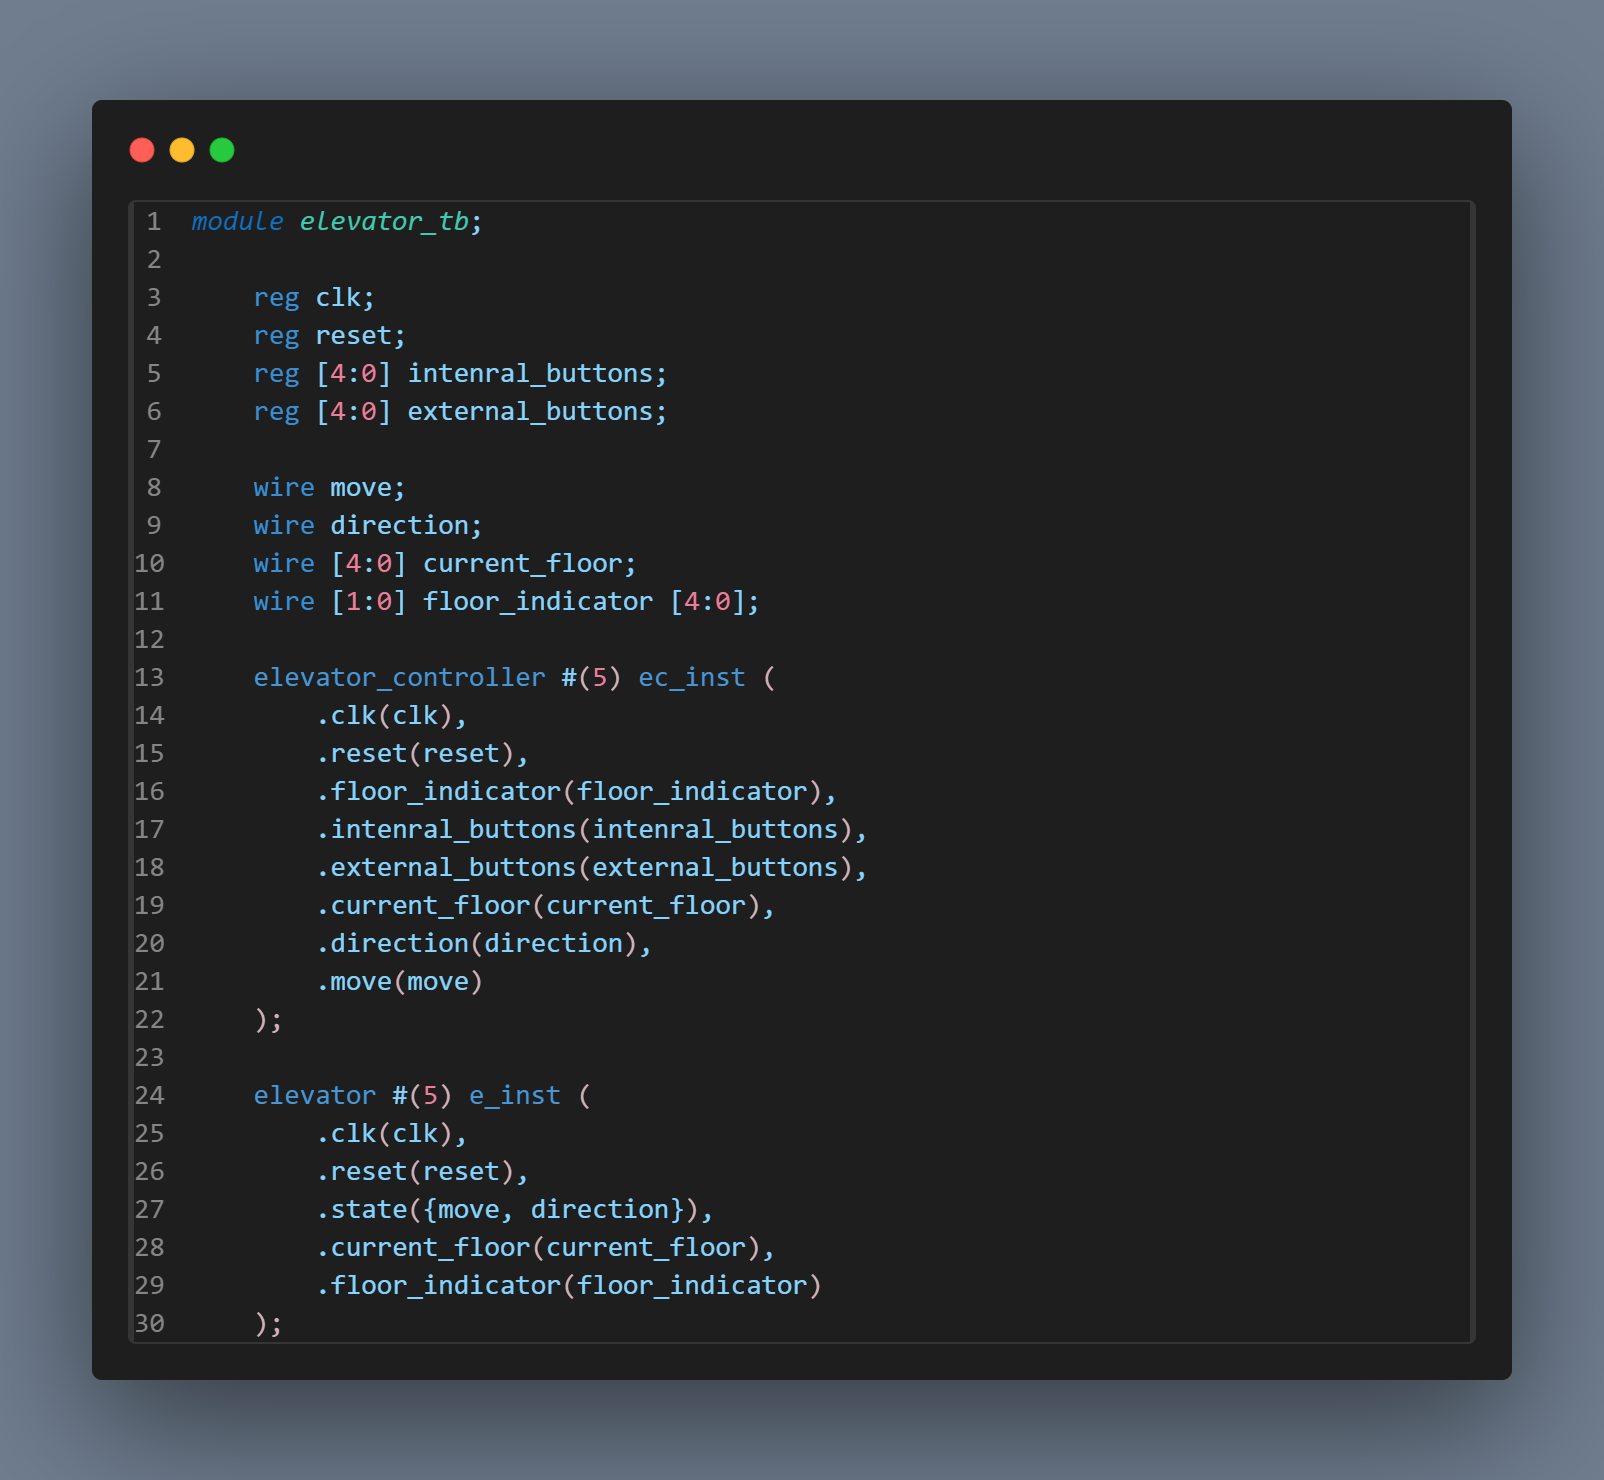 1 module elevator_tb;
2
3     reg clk;
4     reg reset;
5     reg [4:0] intenral_buttons;
6     reg [4:0] external_buttons;
7
8     wire move;
9     wire direction;
10     wire [4:0] current_floor;
11     wire [1:0] floor_indicator [4:0];
12
13     elevator_controller #(5) ec_inst (
14         .clk(clk),
15         .reset(reset),
16         .floor_indicator(floor_indicator),
17         .intenral_buttons(intenral_buttons),
18         .external_buttons(external_buttons),
19         .current_floor(current_floor),
20         .direction(direction),
21         .move(move)
22     );
23
24     elevator #(5) e_inst (
25         .clk(clk),
26         .reset(reset),
27         .state({move, direction}),
28         .current_floor(current_floor),
29         .floor_indicator(floor_indicator)
30     );